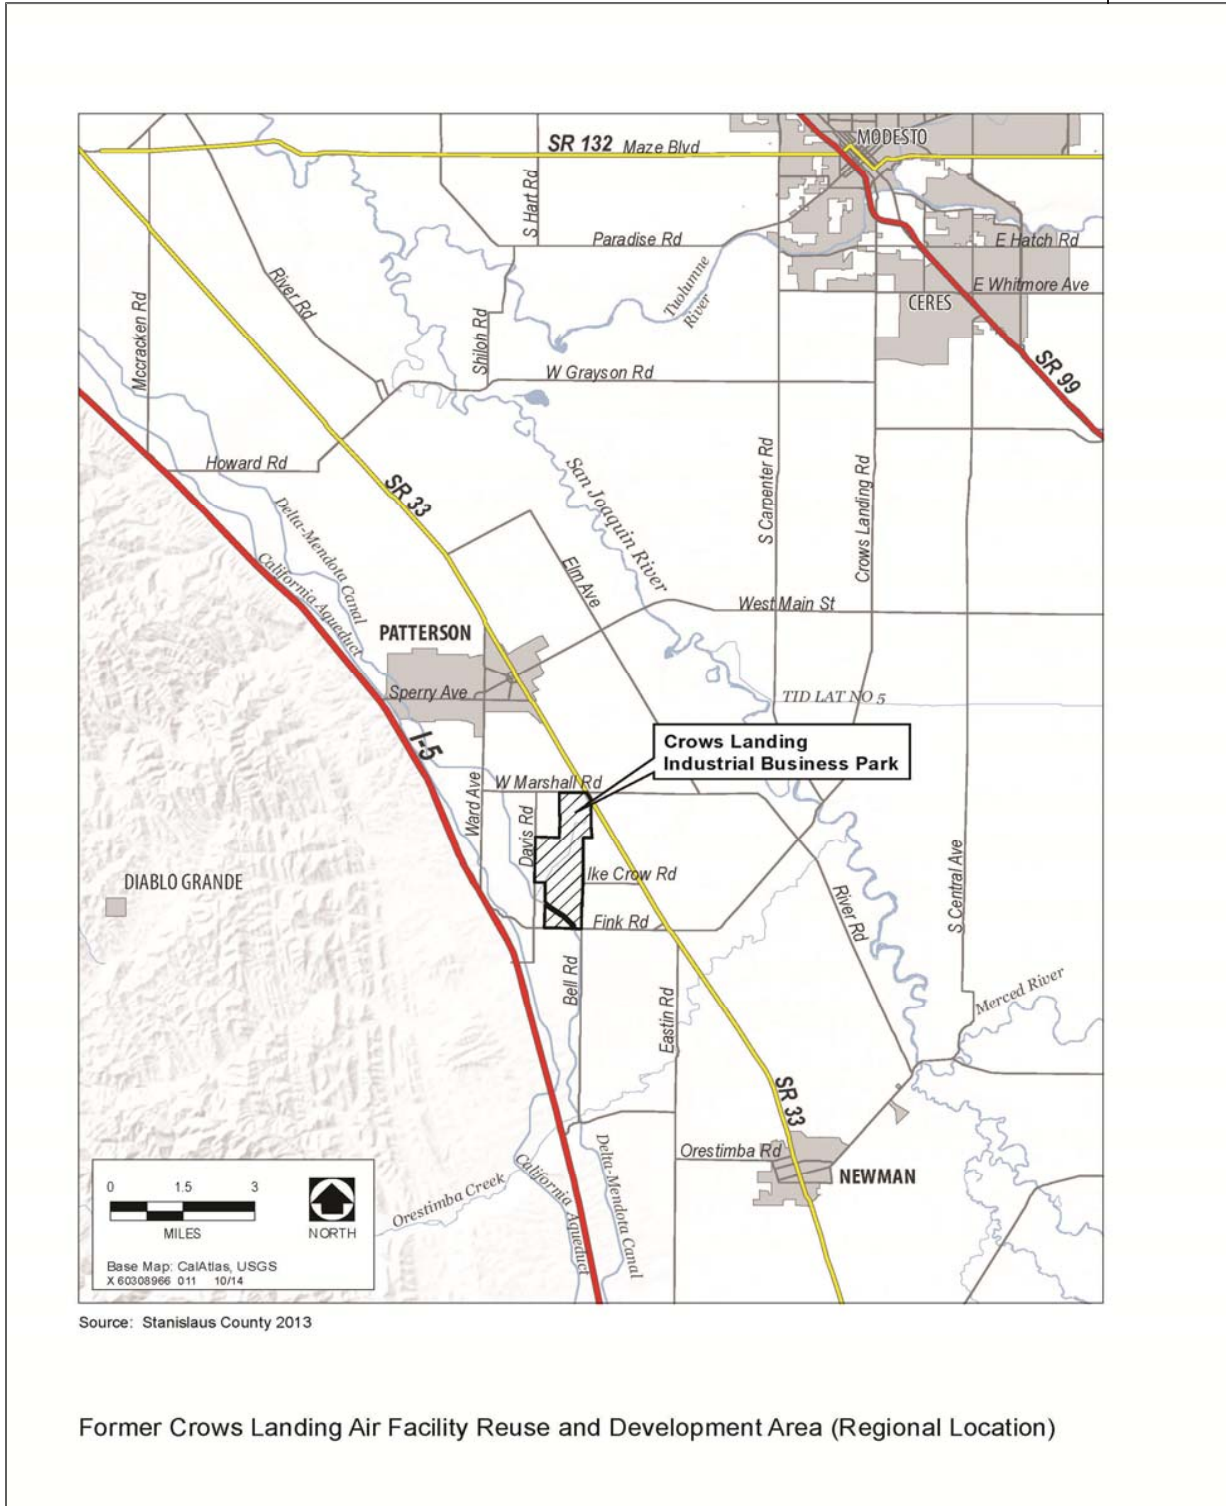 MODESTO
SR 132 Maze Blvd
S Hart Rd
Paradise Rd
E Hatch Rd
Tuolumne
River
E Whitmore Ave
CERES
Mccracken Rd
River Rd
Shiloh Rd
W Grayson Rd
SR 99
Howard Rd
SR 33
S Carpenter Rd
Crows Landing Rd
San Joaquin River
Delta-Mendota Canal
California Aqueduct
Elm Ave
West Main St
PATTERSON
Sperry Ave
TID LAT NO 5
I-5
Crows Landing
Industrial Business Park
W Marshall Rd
Ward Ave
Davis Rd
Ike Crow Rd
DIABLO GRANDE
Fink Rd
River Rd
S Central Ave
Bell Rd
Eastin Rd
Merced River
SR 33
Orestimba Rd
NEWMAN
Orestimba Creek
California Aqueduct
Delta-Mendota Canal
0 1.5 3
MILES
NORTH
Base Map: CalAtlas, USGS
X 60308966 011 10/14
Source: Stanislaus County 2013
Former Crows Landing Air Facility Reuse and Development Area (Regional Location)